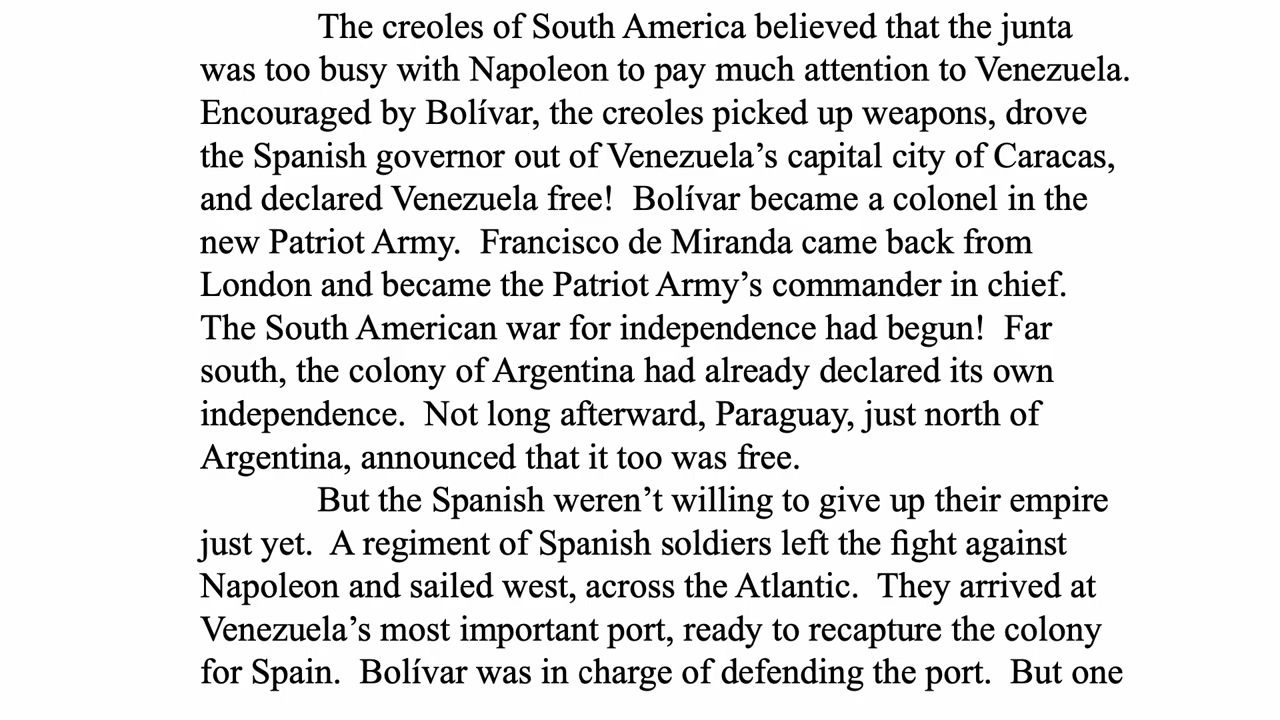 The creoles of South America believed that the junta
was too busy with Napoleon to pay much attention to Venezuela.
Encouraged by Bolívar, the creoles picked up weapons, drove
the Spanish governor out of Venezuela’s capital city of Caracas,
and declared Venezuela free!  Bolívar became a colonel in the
new Patriot Army.  Francisco de Miranda came back from
London and became the Patriot Army’s commander in chief.
The South American war for independence had begun!  Far
south, the colony of Argentina had already declared its own
independence.  Not long afterward, Paraguay, just north of
Argentina, announced that it too was free.
But the Spanish weren’t willing to give up their empire
just yet.  A regiment of Spanish soldiers left the fight against
Napoleon and sailed west, across the Atlantic.  They arrived at
Venezuela’s most important port, ready to recapture the colony
for Spain.  Bolívar was in charge of defending the port.  But one